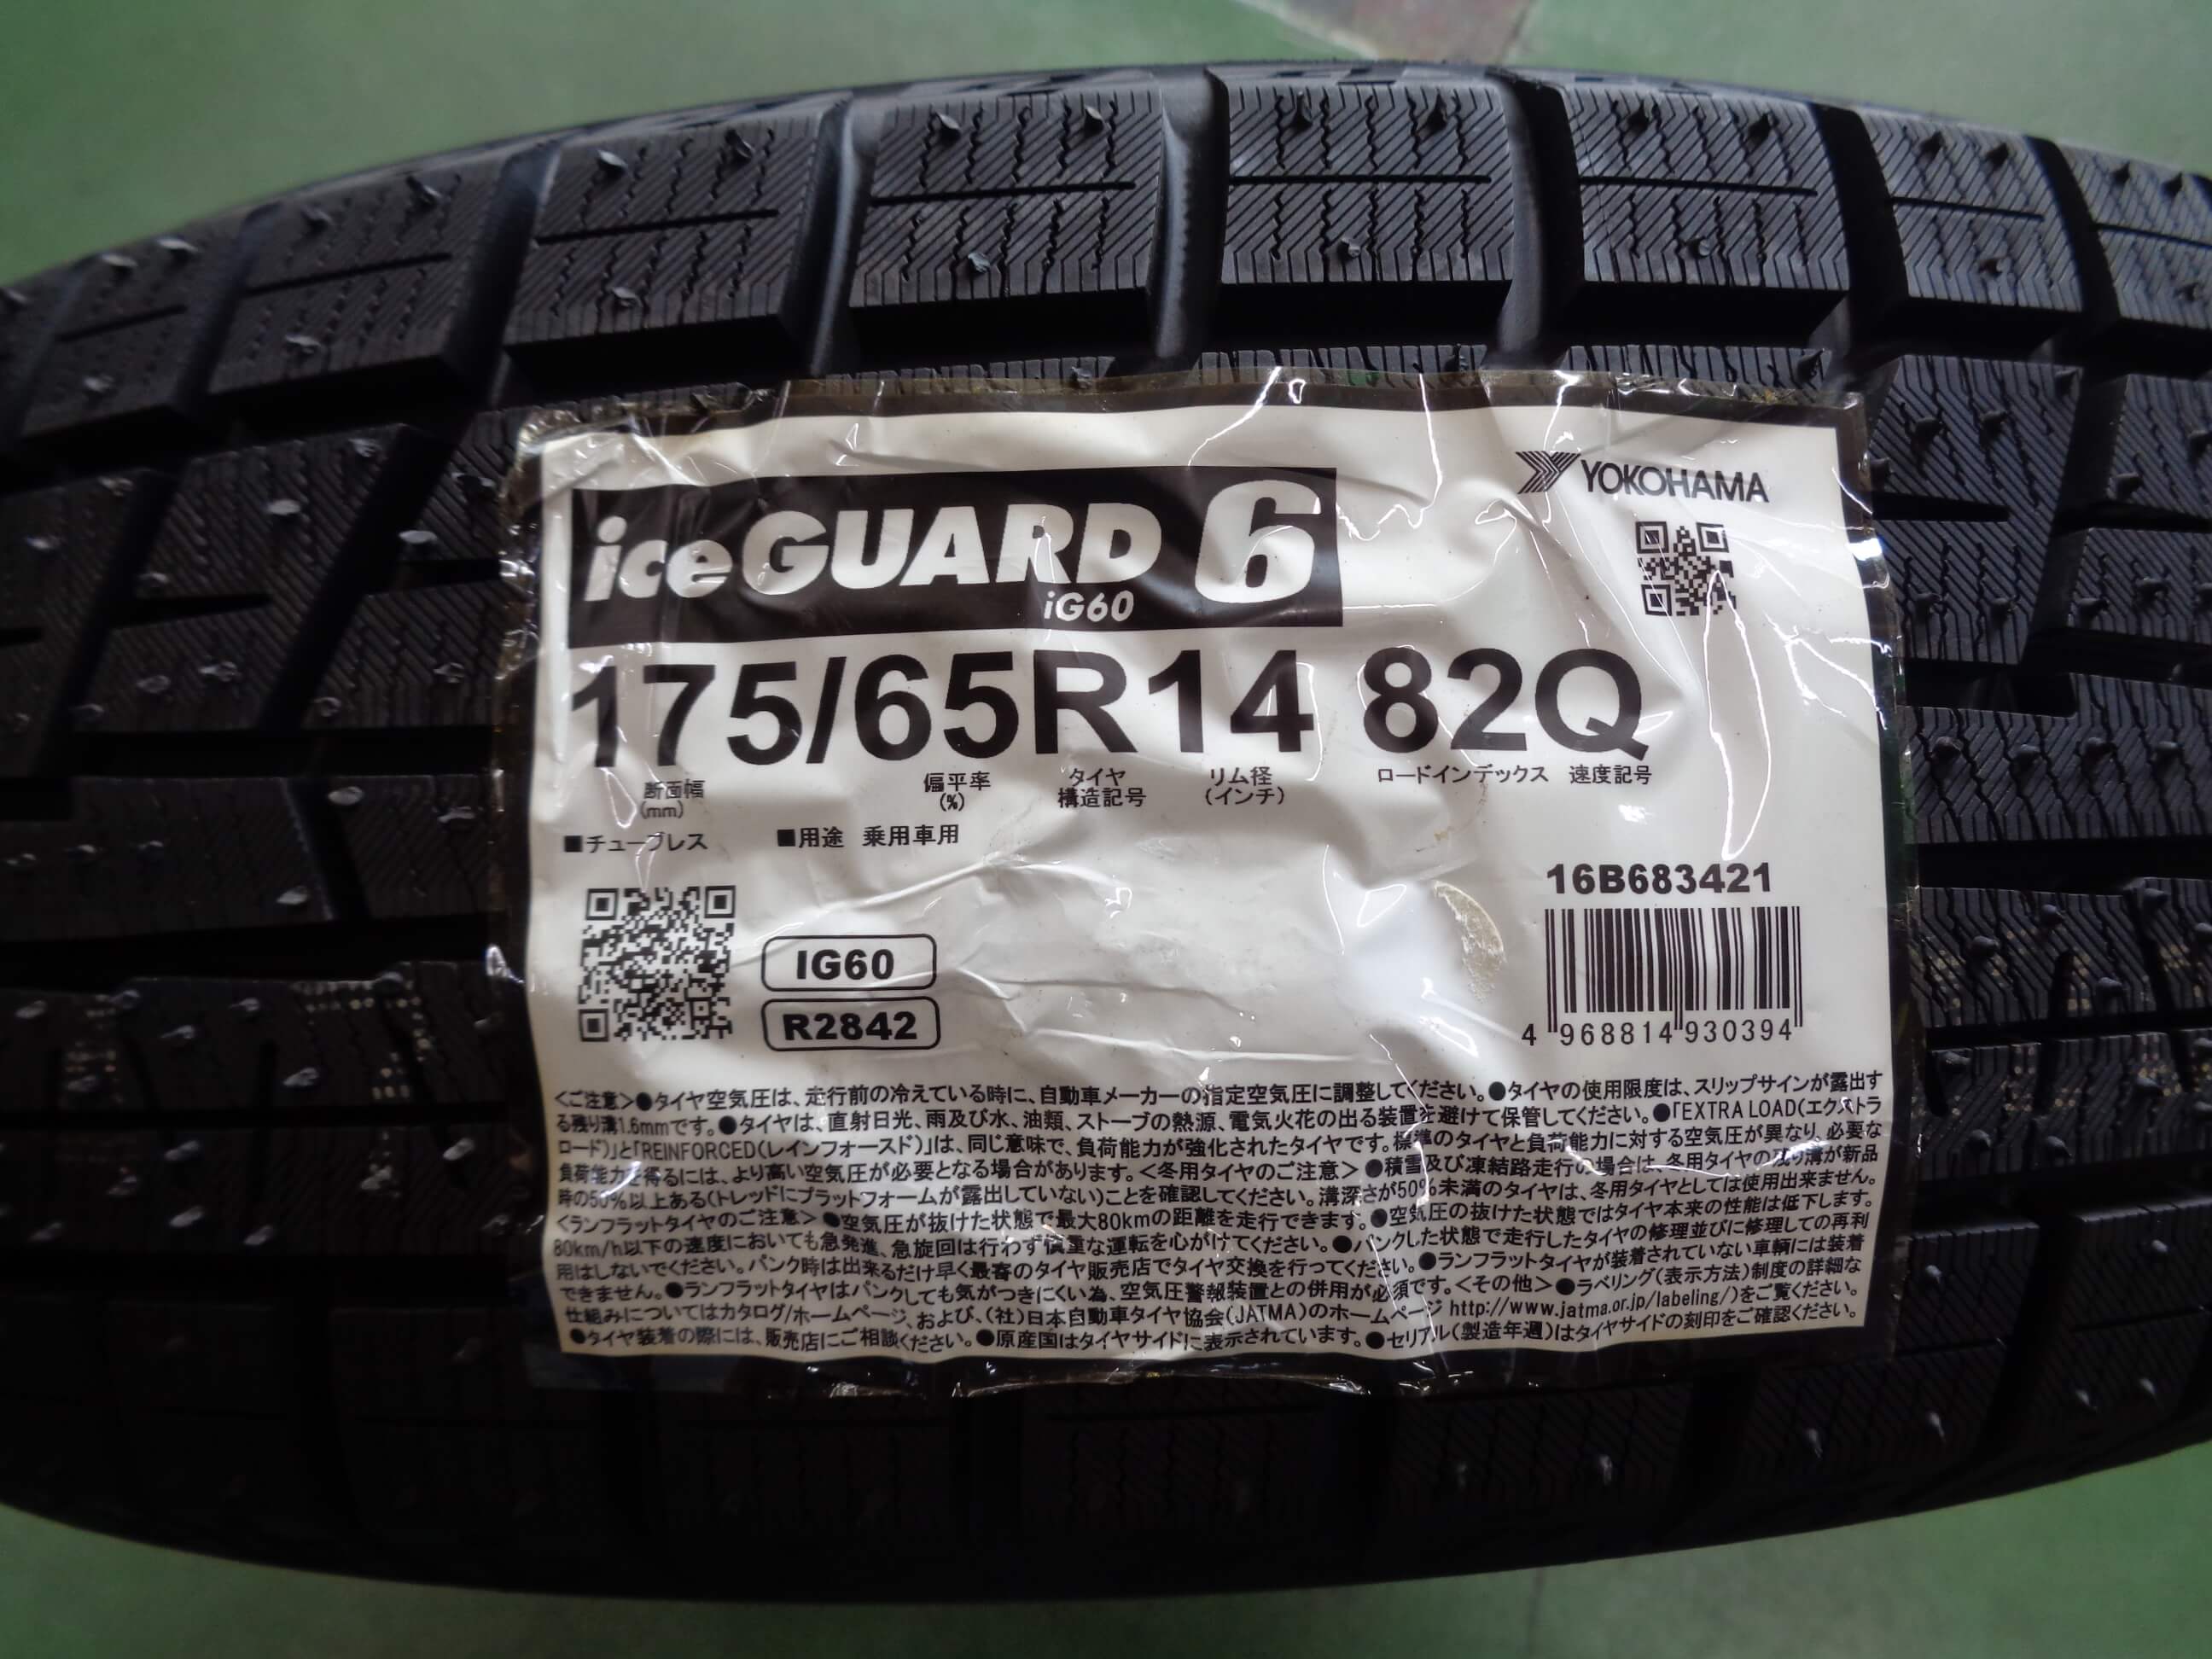 YOKOHAMA
iceGUARD 6
iG60
175/65R14 82Q
断面幅(mm) 偏平率(%) タイヤ構造記号 リム径(インチ) ロードインデックス 速度記号
■チューブレス ■用途 乗用車用
16B683421
IG60
R2842
4 968814 930394
<ご注意>●タイヤ空気圧は、走行前の冷えている時に、自動車メーカーの指定空気圧に調整してください。●タイヤの使用限度は、スリップサインが露出す
る残り溝1.6mmです。●タイヤは、直射日光、雨及び水、油類、ストーブの熱源、電気火花の出る装置を避けて保管してください。●「EXTRA LOAD(エクストラ
ロード)」と「REINFORCED(レインフォースド)」は、同じ意味で、負荷能力が強化されたタイヤです。標準のタイヤと負荷能力に対する空気圧が異なり、必要な
負荷能力を得るには、より高い空気圧が必要となる場合があります。<冬用タイヤのご注意>●積雪及び凍結路走行の場合は、冬用タイヤの残り溝が新品
時の50%以上ある(トレッドにプラットフォームが露出していない)ことを確認してください。溝深さが50%未満のタイヤは、冬用タイヤとしては使用出来ません。
<ランフラットタイヤのご注意>●空気圧が抜けた状態で最大80kmの距離を走行できます。●空気圧の抜けた状態ではタイヤ本来の性能は低下します。
80km/h以下の速度においても急発進、急旋回は行わず慎重な運転を心がけてください。●パンクした状態で走行したタイヤの修理並びに修理しての再利
用はしないでください。パンク時は出来るだけ早く最寄のタイヤ販売店でタイヤ交換を行ってください。●ランフラットタイヤが装着されていない車輌には装着
できません。●ランフラットタイヤはパンクしても気がつきにくい為、空気圧警報装置との併用が必須です。<その他>●ラベリング(表示方法)制度の詳細な
仕組みについてはカタログ/ホームページ、および、(社)日本自動車タイヤ協会(JATMA)のホームページ http://www.jatma.or.jp/labeling/)をご覧ください。
●タイヤ装着の際には、販売店にご相談ください。●原産国はタイヤサイドに表示されています。●セリアル(製造年週)はタイヤサイドの刻印をご確認ください。